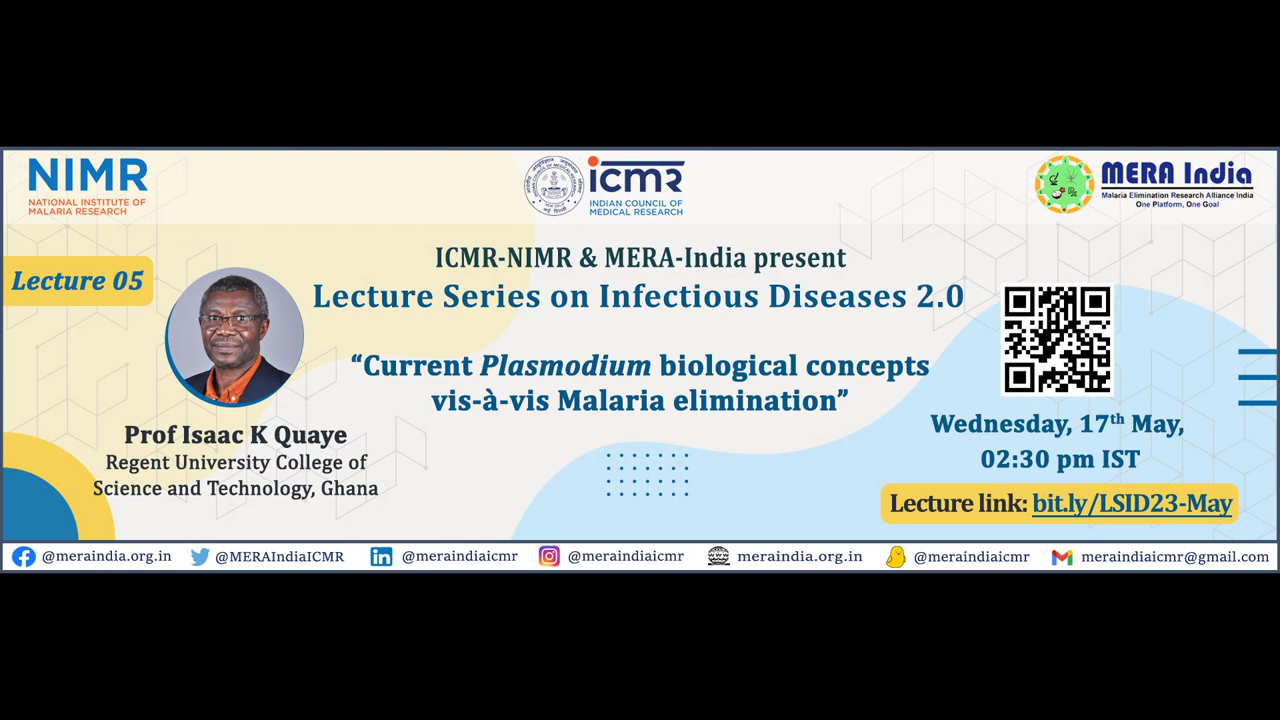 NIMR
NATIONAL INSTITUTE OF
MALARIA RESEARCH
icmr
INDIAN COUNCIL OF
MEDICAL RESEARCH
MERA India
Malaria Elimination Research Alliance India
One Platform, One Goal
Lecture 05
ICMR-NIMR & MERA-India present
Lecture Series on Infectious Diseases 2.0
“Current Plasmodium biological concepts
vis-à-vis Malaria elimination”
Prof Isaac K Quaye
Regent University College of
Science and Technology, Ghana
Wednesday, 17th May,
02:30 pm IST
Lecture link: bit.ly/LSID23-May
@meraindia.org.in
@MERAIndiaICMR
@meraindiaicmr
@meraindiaicmr
meraindia.org.in
@meraindiaicmr
meraindiaicmr@gmail.com